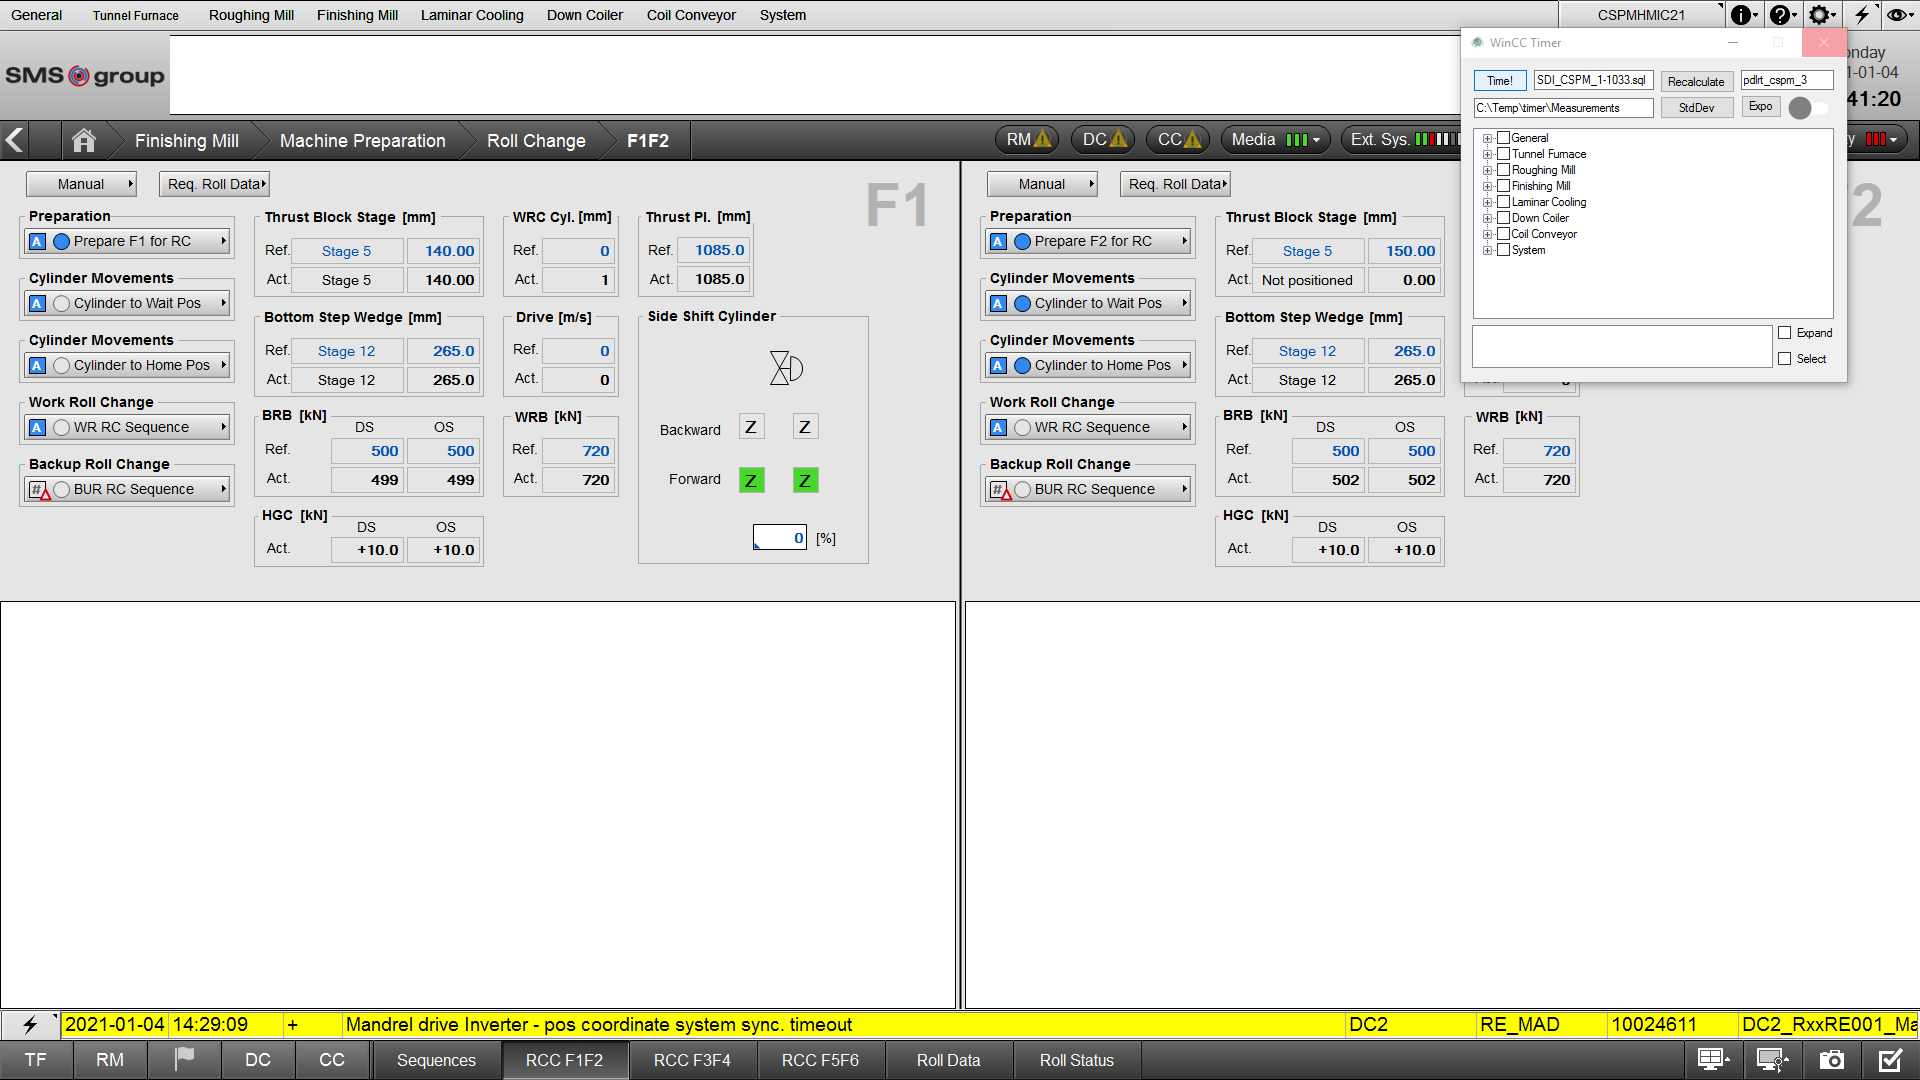 General Tunnel Furnace Roughing Mill Finishing Mill Laminar Cooling Down Coiler Coil Conveyor System CSPMHMIC21
SMS group
WinCC Timer
Time! SDI_CSPM_1-1033.sql Recalculate pdlrt_cspm_3
C:\Temp\timer\Measurements StdDev Expo
General
Tunnel Furnace
Roughing Mill
Finishing Mill
Laminar Cooling
Down Coiler
Coil Conveyor
System
Expand
Select
1-01-04
41:20
Finishing Mill Machine Preparation Roll Change F1F2 RM DC CC Media Ext. Sys.
Manual Req. Roll Data F1
Preparation
A Prepare F1 for RC
Cylinder Movements
A Cylinder to Wait Pos
Cylinder Movements
A Cylinder to Home Pos
Work Roll Change
A WR RC Sequence
Backup Roll Change
# BUR RC Sequence
Thrust Block Stage [mm]
Ref. Stage 5 140.00
Act. Stage 5 140.00
Bottom Step Wedge [mm]
Ref. Stage 12 265.0
Act. Stage 12 265.0
BRB [kN]
DS OS
Ref. 500 500
Act. 499 499
HGC [kN]
DS OS
Act. +10.0 +10.0
WRC Cyl. [mm]
Ref. 0
Act. 1
Drive [m/s]
Ref. 0
Act. 0
WRB [kN]
Ref. 720
Act. 720
Thrust Pl. [mm]
Ref. 1085.0
Act. 1085.0
Side Shift Cylinder
Backward Z Z
Forward Z Z
0 [%]
Manual Req. Roll Data 2
Preparation
A Prepare F2 for RC
Cylinder Movements
A Cylinder to Wait Pos
Cylinder Movements
A Cylinder to Home Pos
Work Roll Change
A WR RC Sequence
Backup Roll Change
# BUR RC Sequence
Thrust Block Stage [mm]
Ref. Stage 5 150.00
Act. Not positioned 0.00
Bottom Step Wedge [mm]
Ref. Stage 12 265.0
Act. Stage 12 265.0
BRB [kN]
DS OS
Ref. 500 500
Act. 502 502
HGC [kN]
DS OS
Act. +10.0 +10.0
WRB [kN]
Ref. 720
Act. 720
2021-01-04 14:29:09 + Mandrel drive Inverter - pos coordinate system sync. timeout DC2 RE_MAD 10024611 DC2_RxxRE001_Ma
TF RM DC CC Sequences RCC F1F2 RCC F3F4 RCC F5F6 Roll Data Roll Status